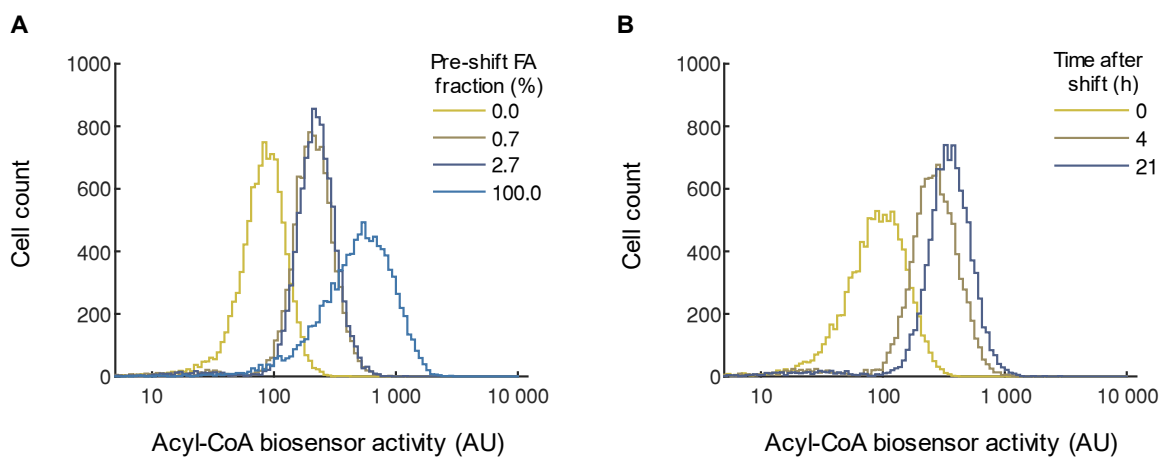 A
Pre-shift FA
fraction (%)
0.0
0.7
2.7
100.0
1000
800
600
400
200
0
Cell count
10
100
1 000
10 000
Acyl-CoA biosensor activity (AU)
B
Time after
shift (h)
0
4
21
1000
800
600
400
200
0
Cell count
10
100
1 000
10 000
Acyl-CoA biosensor activity (AU)